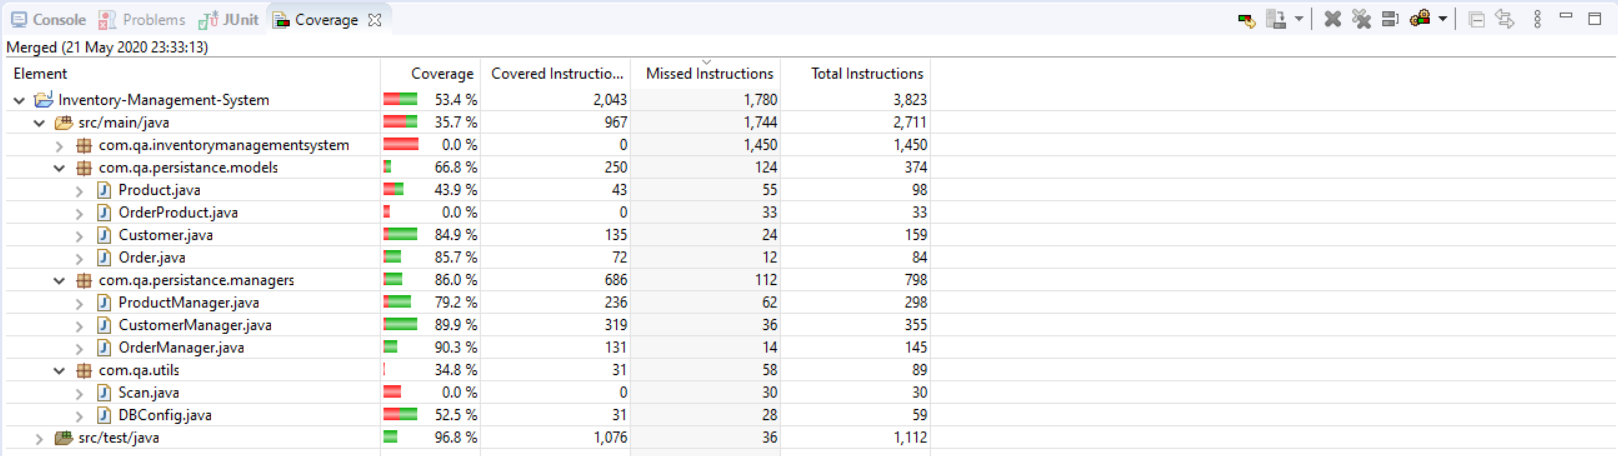 Console Problems JUnit Coverage
Merged (21 May 2020 23:33:13)
Element Coverage Covered Instructio... Missed Instructions Total Instructions
Inventory-Management-System 53.4 % 2,043 1,780 3,823
src/main/java 35.7 % 967 1,744 2,711
com.qa.inventorymanagementsystem 0.0 % 0 1,450 1,450
com.qa.persistance.models 66.8 % 250 124 374
Product.java 43.9 % 43 55 98
OrderProduct.java 0.0 % 0 33 33
Customer.java 84.9 % 135 24 159
Order.java 85.7 % 72 12 84
com.qa.persistance.managers 86.0 % 686 112 798
ProductManager.java 79.2 % 236 62 298
CustomerManager.java 89.9 % 319 36 355
OrderManager.java 90.3 % 131 14 145
com.qa.utils 34.8 % 31 58 89
Scan.java 0.0 % 0 30 30
DBConfig.java 52.5 % 31 28 59
src/test/java 96.8 % 1,076 36 1,112